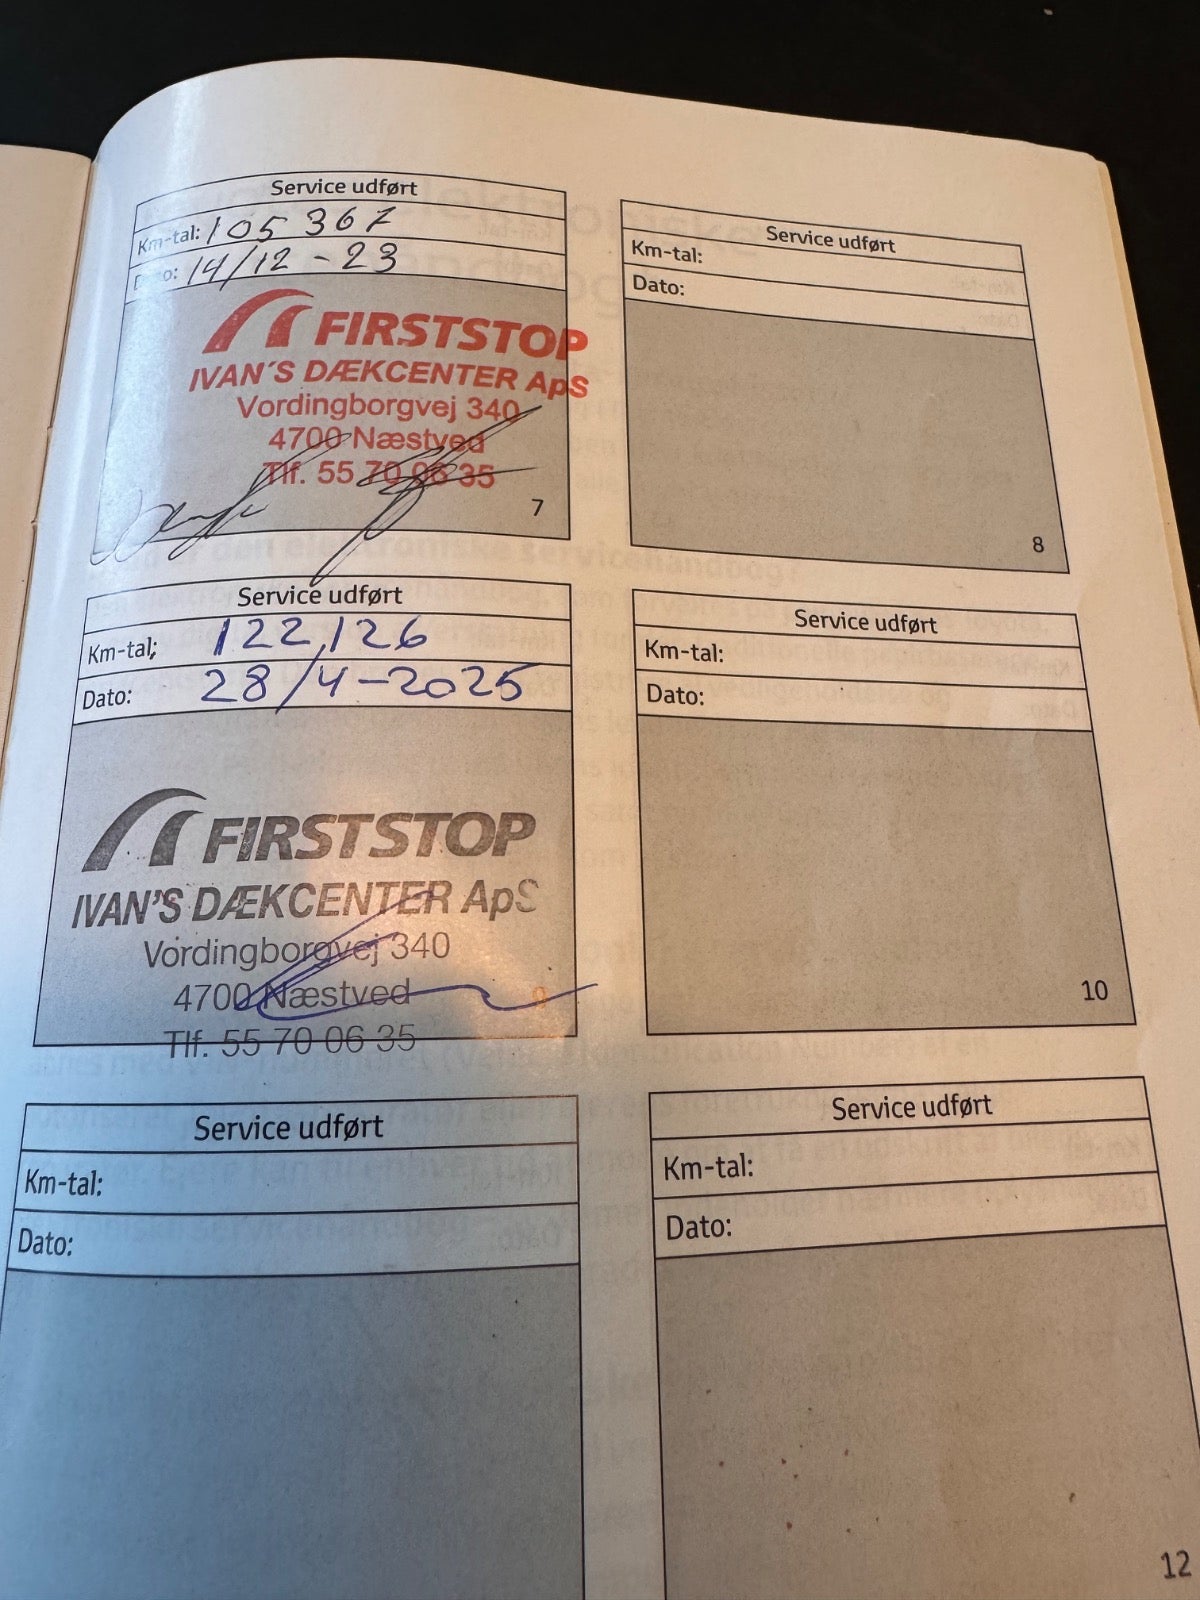 Service udført
Km-tal: 105 367
Dato: 14/12 - 23
FIRSTSTOP
IVAN´S DÆKCENTER ApS
Vordingborgvej 340
4700 Næstved
Tlf. 55 70 06 35
7
Service udført
Km-tal:
Dato:
8
Service udført
Km-tal: 122,126
Dato: 28/4-2025
FIRSTSTOP
IVAN'S DÆKCENTER ApS
Vordingborgvej 340
4700 Næstved
Tlf. 55 70 06 35
9
Service udført
Km-tal:
Dato:
10
Service udført
Km-tal:
Dato:
Service udført
Km-tal:
Dato:
12